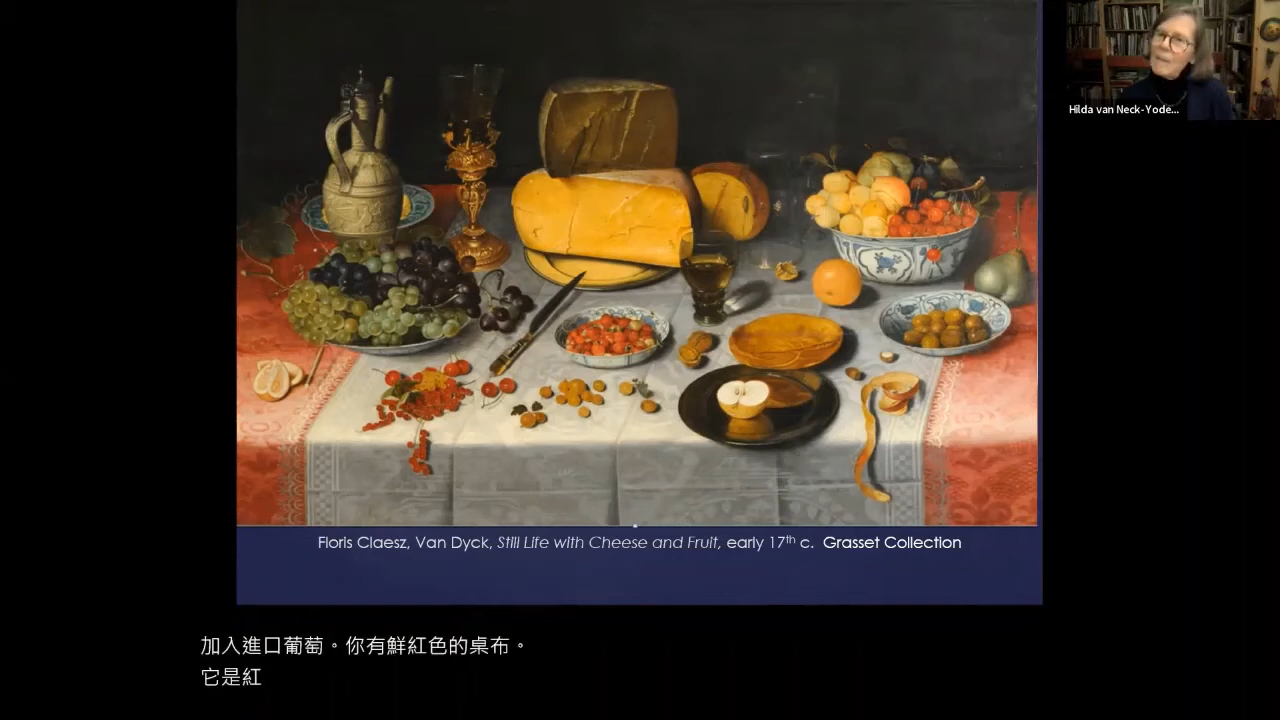 Hilda van Neck-Yode...
Floris Claesz, Van Dyck, Still Life with Cheese and Fruit, early 17th c. Grasset Collection
加入進口葡萄。你有鮮紅色的桌布。
它是紅